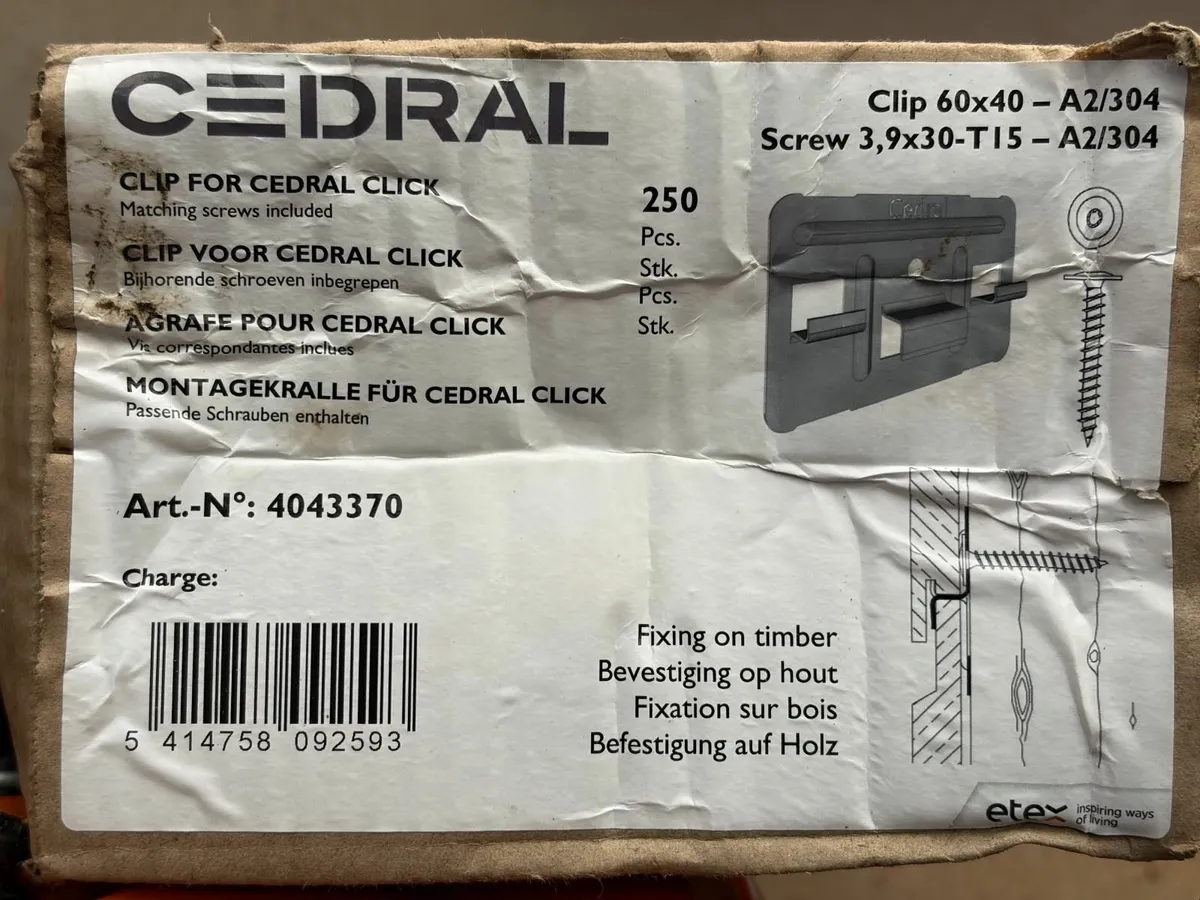 CEDRAL
Clip 60x40 – A2/304
Screw 3,9x30-T15 – A2/304
CLIP FOR CEDRAL CLICK
Matching screws included
CLIP VOOR CEDRAL CLICK
Bijhorende schroeven inbegrepen
AGRAFE POUR CEDRAL CLICK
Vis correspondantes inclues
MONTAGEKRALLE FÜR CEDRAL CLICK
Passende Schrauben enthalten
250
Pcs.
Stk.
Pcs.
Stk.
Cedral
Art.-N°: 4043370
Charge:
5 414758 092593
Fixing on timber
Bevestiging op hout
Fixation sur bois
Befestigung auf Holz
etex
inspiring ways
of living